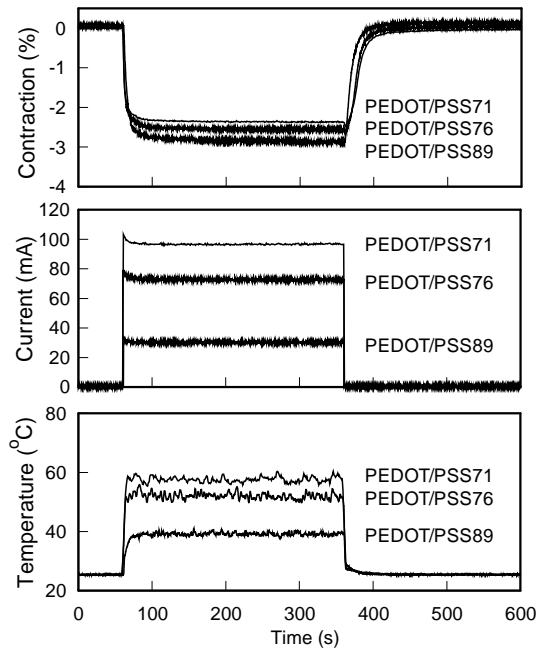 0
-1
-2
-3
-4
Contraction (%)
PEDOT/PSS71
PEDOT/PSS76
PEDOT/PSS89
120
100
80
60
40
20
0
Current (mA)
PEDOT/PSS71
PEDOT/PSS76
PEDOT/PSS89
80
60
40
20
Temperature (°C)
PEDOT/PSS71
PEDOT/PSS76
PEDOT/PSS89
0 100 200 300 400 500 600
Time (s)